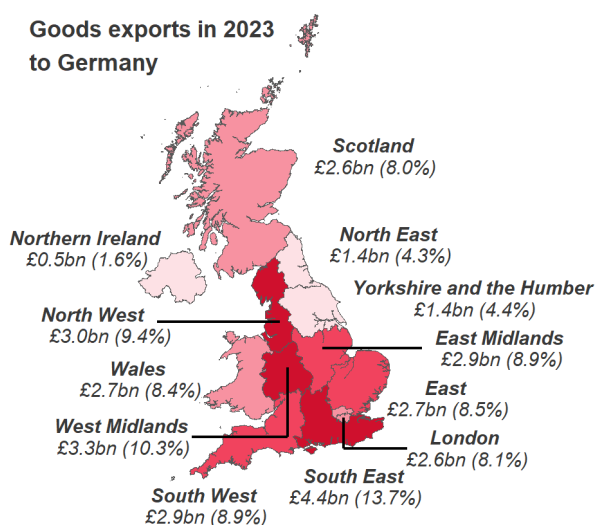 Goods exports in 2023
to Germany
Scotland
£2.6bn (8.0%)
Northern Ireland
£0.5bn (1.6%)
North East
£1.4bn (4.3%)
Yorkshire and the Humber
£1.4bn (4.4%)
North West
£3.0bn (9.4%)
East Midlands
£2.9bn (8.9%)
Wales
£2.7bn (8.4%)
East
£2.7bn (8.5%)
West Midlands
£3.3bn (10.3%)
London
£2.6bn (8.1%)
South East
£4.4bn (13.7%)
South West
£2.9bn (8.9%)